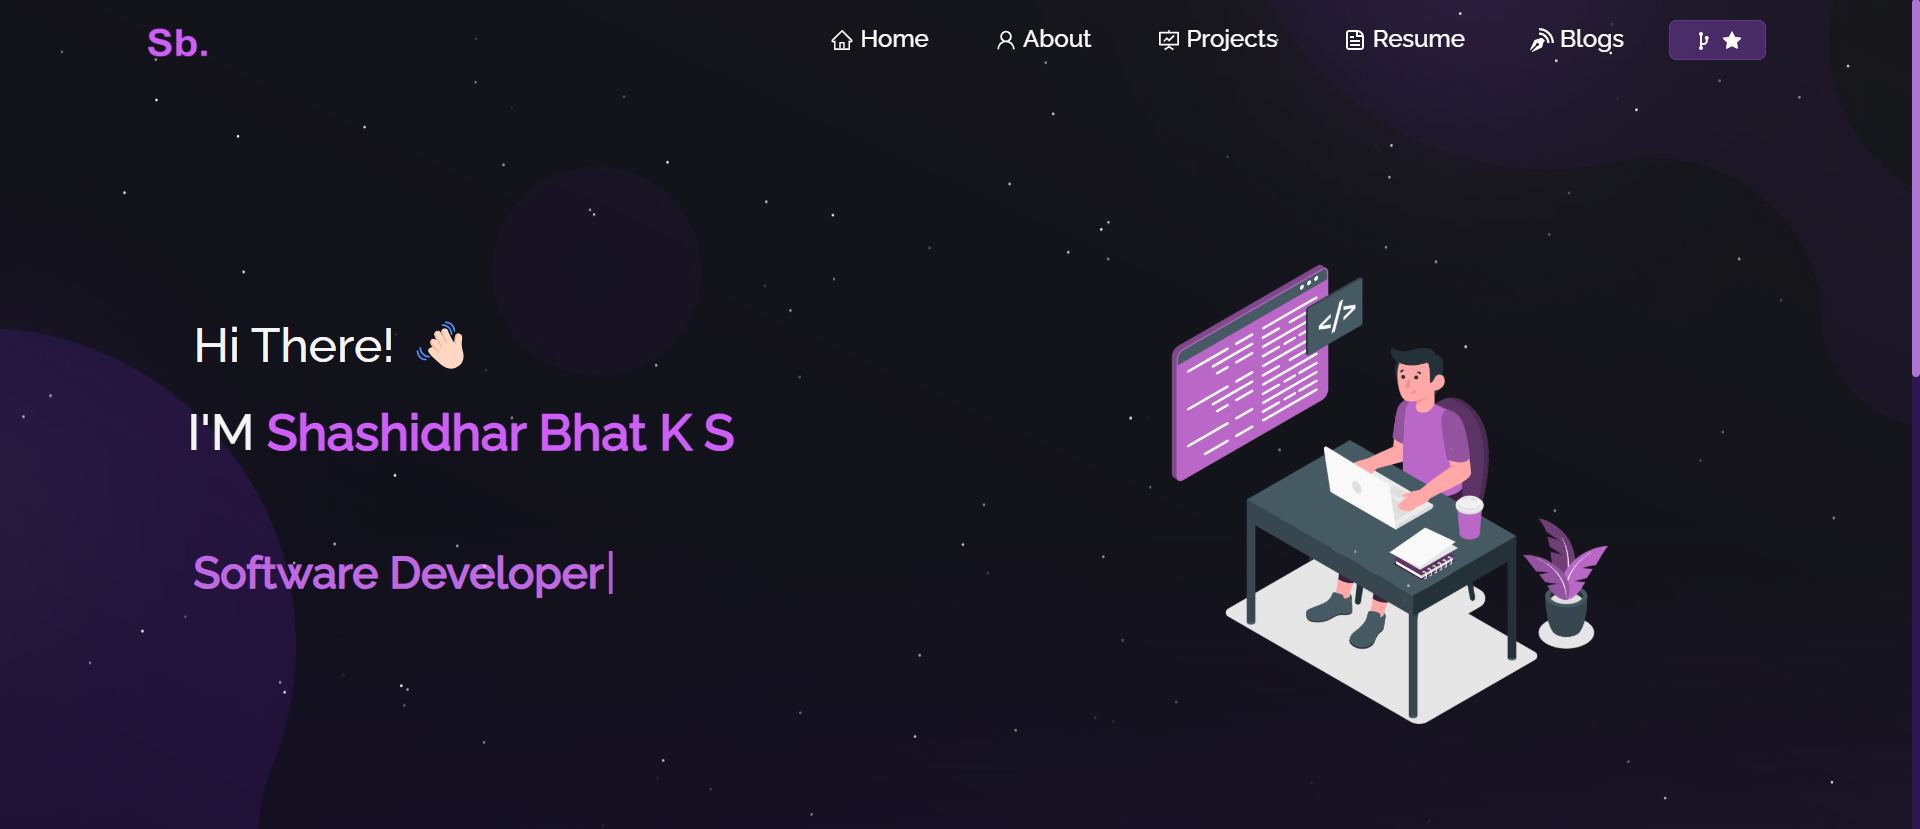 Sb.
Home
About
Projects
Resume
Blogs
Hi There! 👋🏻
I'M Shashidhar Bhat K S
Software Developer|
</>